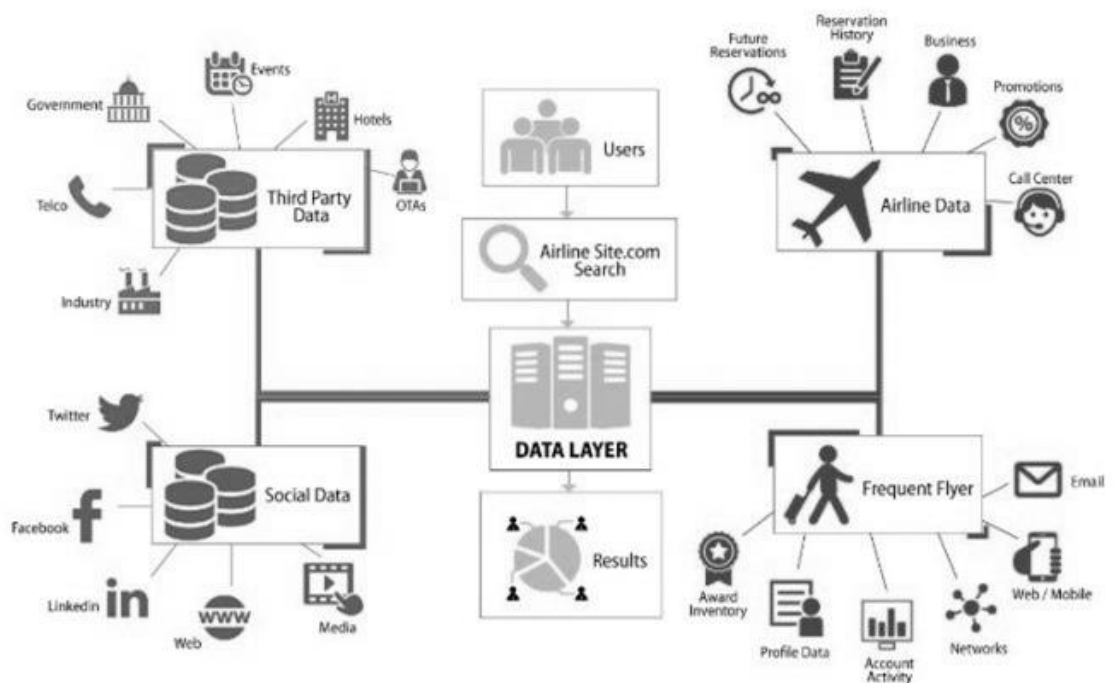 Future
Reservations
Reservation
History
Business
Promotions
Call Center
Airline Data
Government
Events
Hotels
OTAs
Telco
Industry
Third Party
Data
Users
Airline Site.com
Search
DATA LAYER
Results
Twitter
Facebook
Linkedin
in
Web
WWW
Media
Social Data
Frequent Flyer
Email
Web / Mobile
Networks
Account
Activity
Profile Data
Award
Inventory
%
f